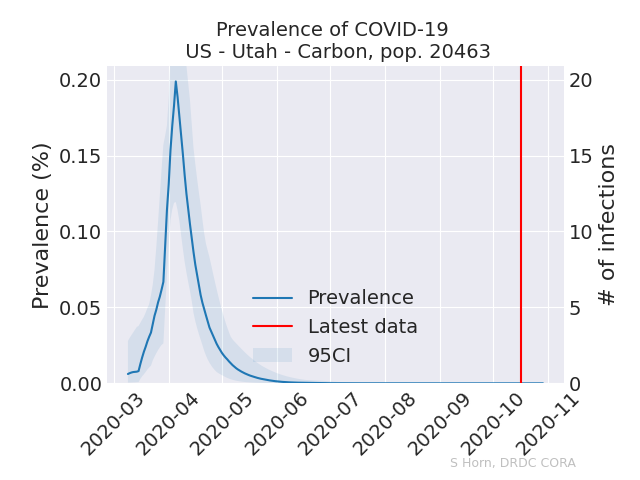 Prevalence of COVID-19
US - Utah - Carbon, pop. 20463
Prevalence (%)
0.20
0.15
0.10
0.05
0.00
20
15
10
5
0
# of infections
Prevalence
Latest data
95CI
2020-03
2020-04
2020-05
2020-06
2020-07
2020-08
2020-09
2020-10
2020-11
S Horn, DRDC CORA